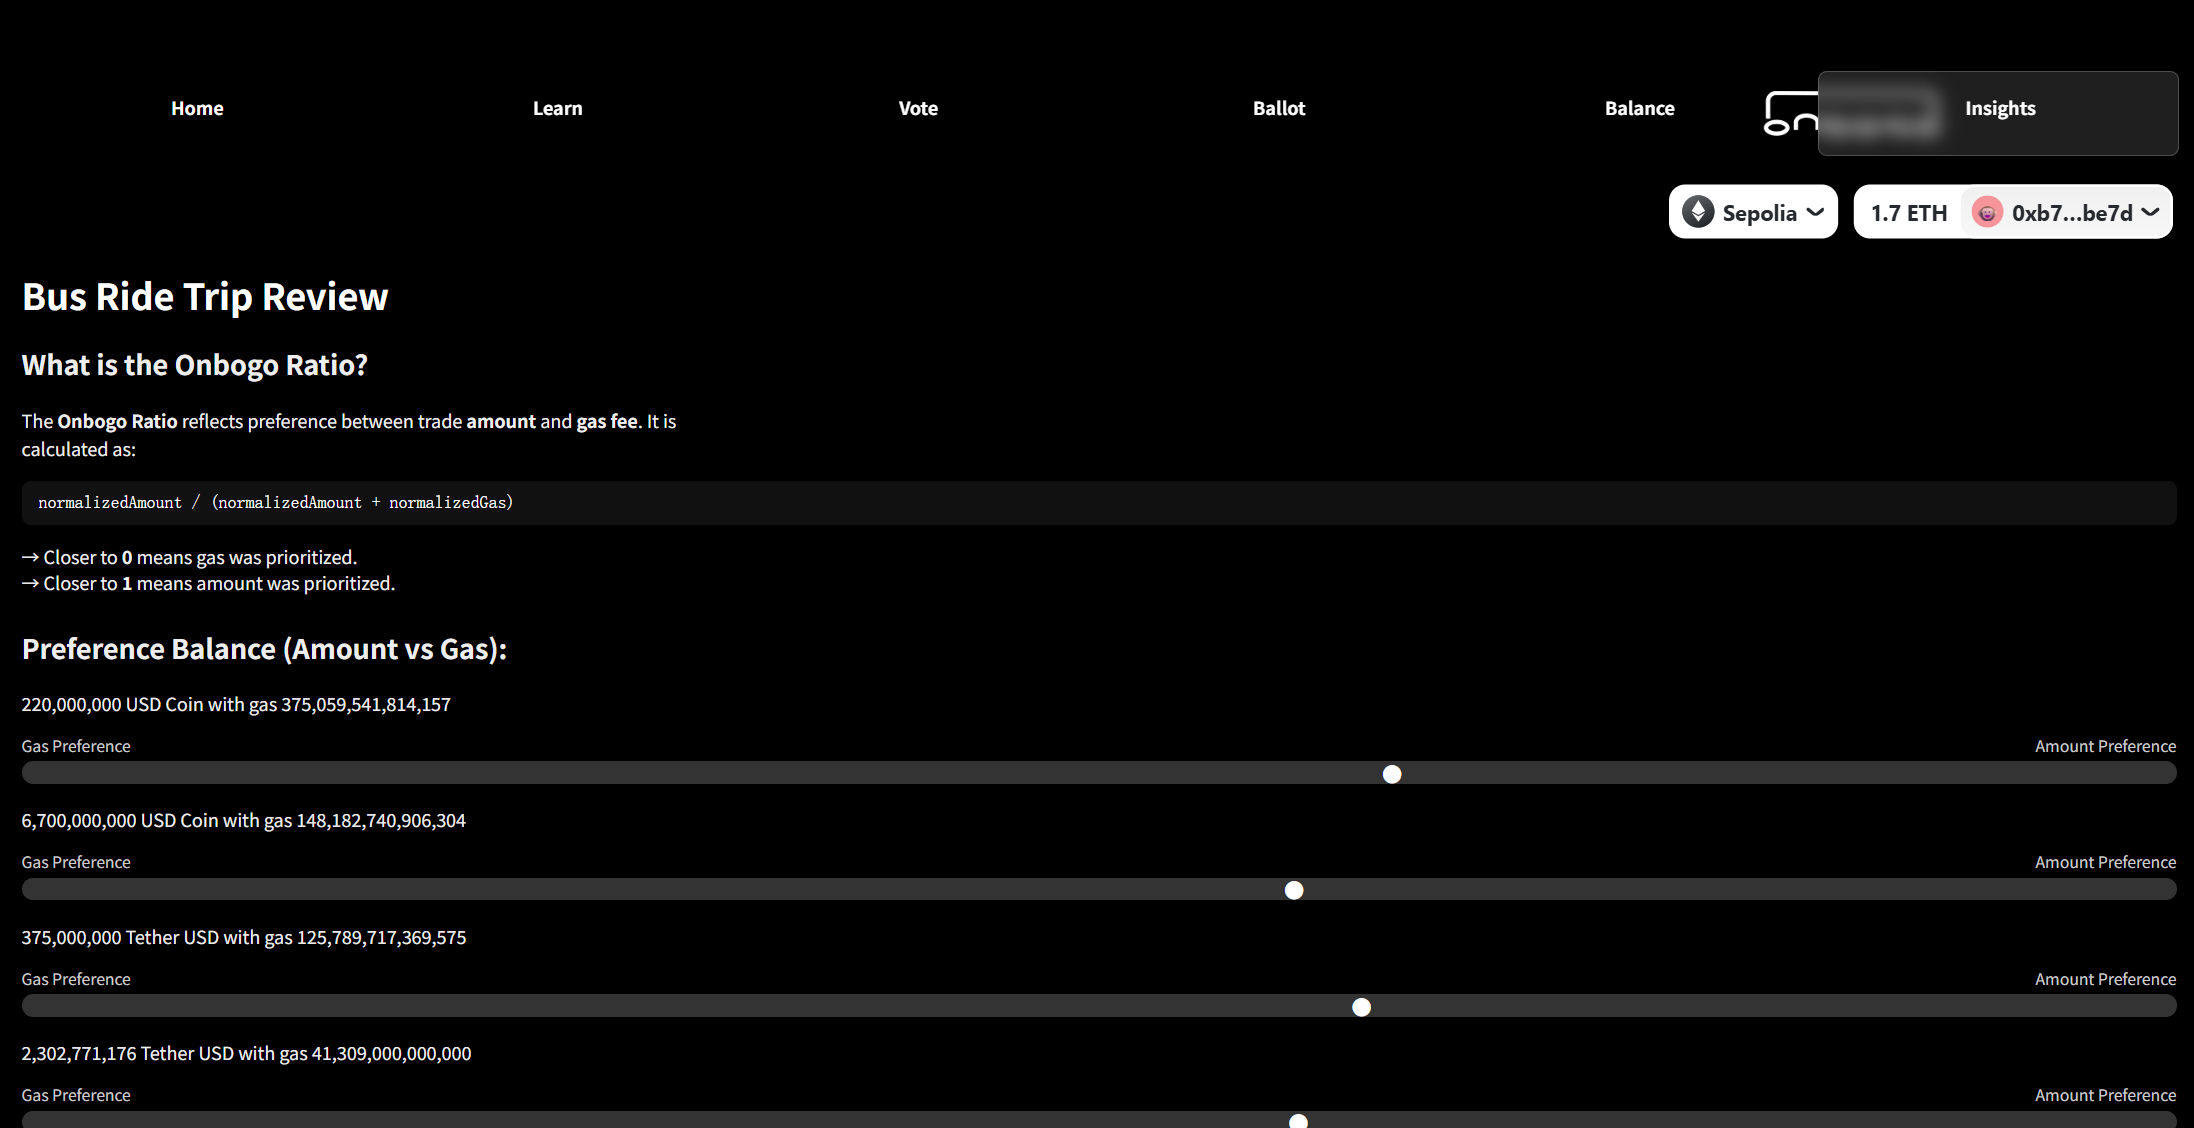 Home
Learn
Vote
Ballot
Balance
Insights
Sepolia
1.7 ETH
0xb7...be7d
Bus Ride Trip Review
What is the Onbogo Ratio?
The Onbogo Ratio reflects preference between trade amount and gas fee. It is
calculated as:
normalizedAmount / (normalizedAmount + normalizedGas)
→ Closer to 0 means gas was prioritized.
→ Closer to 1 means amount was prioritized.
Preference Balance (Amount vs Gas):
220,000,000 USD Coin with gas 375,059,541,814,157
Gas Preference
Amount Preference
6,700,000,000 USD Coin with gas 148,182,740,906,304
Gas Preference
Amount Preference
375,000,000 Tether USD with gas 125,789,717,369,575
Gas Preference
Amount Preference
2,302,771,176 Tether USD with gas 41,309,000,000,000
Gas Preference
Amount Preference